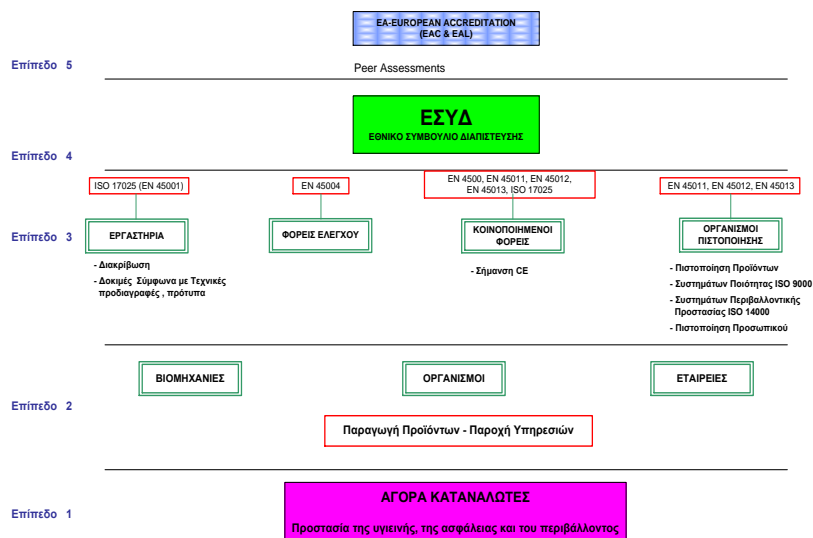 EA-EUROPEAN ACCREDITATION
(EAC & EAL)
Επίπεδο 5
Peer Assessments
ΕΣΥΔ
ΕΘΝΙΚΟ ΣΥΜΒΟΥΛΙΟ ΔΙΑΠΙΣΤΕΥΣΗΣ
Επίπεδο 4
ISO 17025 (EN 45001)
EN 45004
EN 4500, EN 45011, EN 45012,
EN 45013, ISO 17025
EN 45011, EN 45012, EN 45013
Επίπεδο 3
ΕΡΓΑΣΤΗΡΙΑ
ΦΟΡΕΙΣ ΕΛΕΓΧΟΥ
ΚΟΙΝΟΠΟΙΗΜΕΝΟΙ
ΦΟΡΕΙΣ
ΟΡΓΑΝΙΣΜΟΙ
ΠΙΣΤΟΠΟΙΗΣΗΣ
- Διακρίβωση
- Δοκιμές Σύμφωνα με Τεχνικές
προδιαγραφές , πρότυπα
- Σήμανση CE
- Πιστοποίηση Προϊόντων
- Συστημάτων Ποιότητας ISO 9000
- Συστημάτων Περιβαλλοντικής
Προστασίας ISO 14000
- Πιστοποίηση Προσωπικού
ΒΙΟΜΗΧΑΝΙΕΣ
ΟΡΓΑΝΙΣΜΟΙ
ΕΤΑΙΡΕΙΕΣ
Επίπεδο 2
Παραγωγή Προϊόντων - Παροχή Υπηρεσιών
ΑΓΟΡΑ ΚΑΤΑΝΑΛΩΤΕΣ
Επίπεδο 1
Προστασία της υγιεινής, της ασφάλειας και του περιβάλλοντος